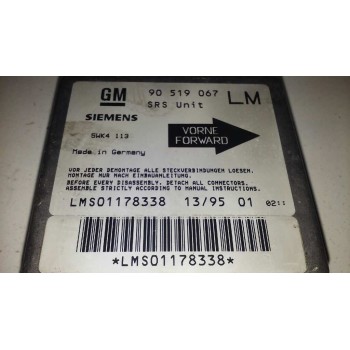 GM 90 519 067 LM
SRS Unit
SIEMENS
5WK4 113
VORNE
FORWARD
Made in Germany
VOR JEDER DEMONTAGE ALLE STECKVERBINDUNGEN LOESEN.
MONTAGE NUR NACH EINBAUANLEITUNG.
BEFORE EVERY DISASSEMBLY, DETACH ALL CONNECTORS.
ASSEMBLE STRICTLY ACCORDING TO MANUAL INSTRUCTIONS.
LMS01178338 13/95 01 02::
*LMS01178338*